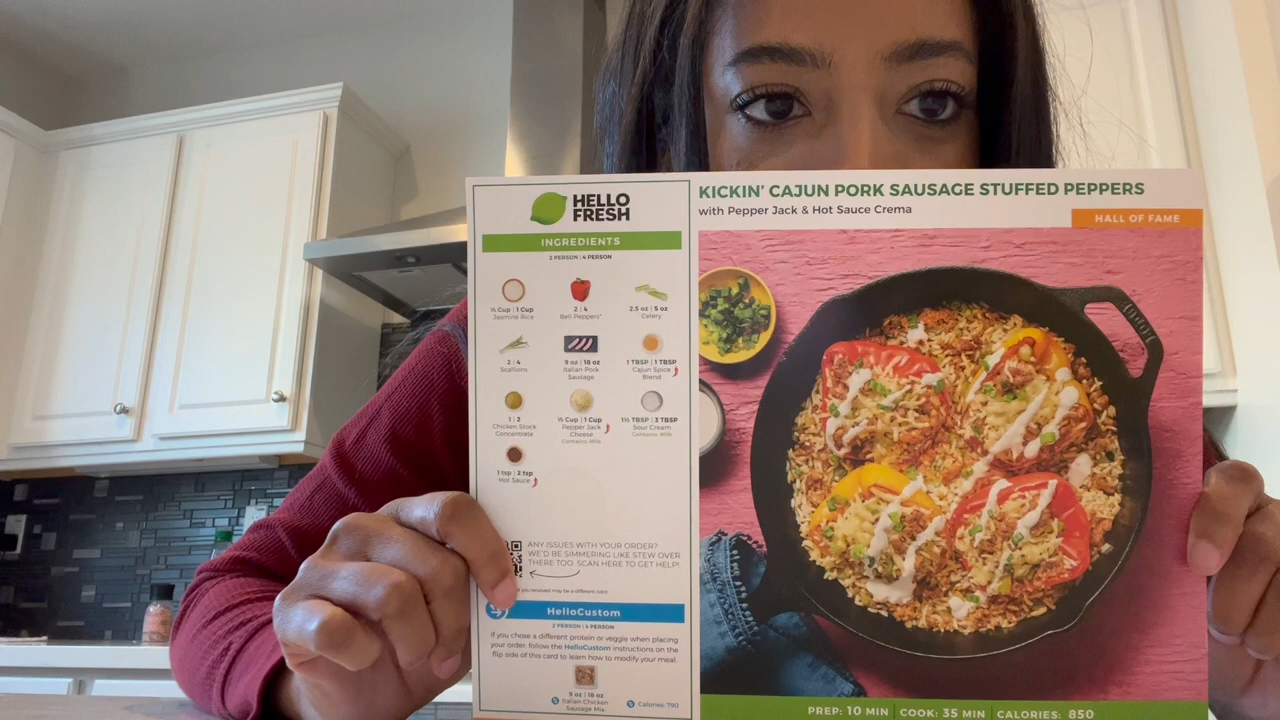 HELLO
FRESH
INGREDIENTS
2 PERSON | 4 PERSON
½ Cup | 1 Cup
Jasmine Rice
2 | 4
Bell Peppers*
2.5 oz | 5 oz
Celery
2 | 4
Scallions
9 oz | 18 oz
Italian Pork
Sausage
1 TBSP | 1 TBSP
Cajun Spice
Blend
1 | 2
Chicken Stock
Concentrate
½ Cup | 1 Cup
Pepper Jack
Cheese
Contains: Milk
1½ TBSP | 3 TBSP
Sour Cream
Contains: Milk
1 tsp | 2 tsp
Hot Sauce
ANY ISSUES WITH YOUR ORDER?
WE'D BE SIMMERING LIKE STEW OVER
THERE TOO. SCAN HERE TO GET HELP!
you received may be a different color.
HelloCustom
2 PERSON | 4 PERSON
If you chose a different protein or veggie when placing
your order, follow the HelloCustom instructions on the
flip side of this card to learn how to modify your meal.
9 oz | 18 oz
Italian Chicken
Sausage Mix
Calories: 790
KICKIN' CAJUN PORK SAUSAGE STUFFED PEPPERS
with Pepper Jack & Hot Sauce Crema
HALL OF FAME
PREP: 10 MIN | COOK: 35 MIN | CALORIES: 850